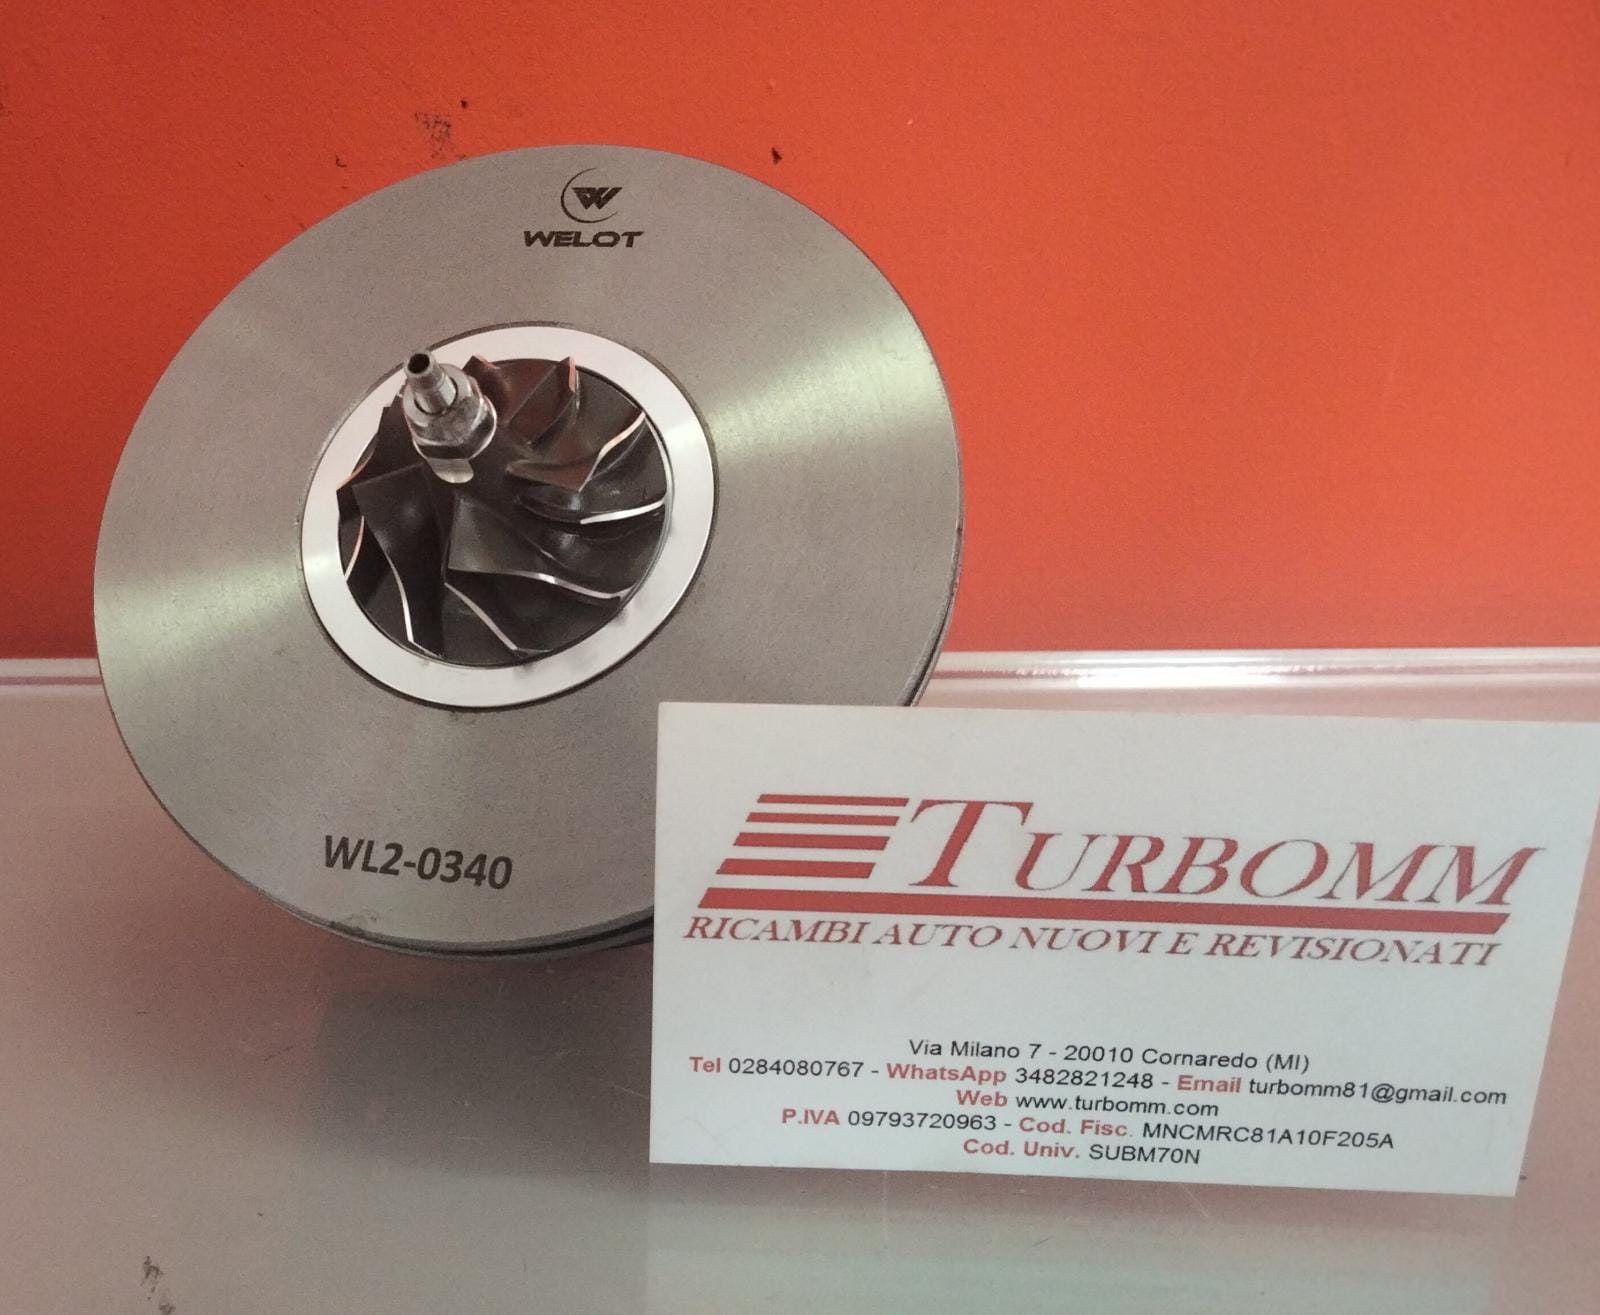 WELOT
WL2-0340
TURBOMM
RICAMBI AUTO NUOVI E REVISIONATI
Via Milano 7 - 20010 Cornaredo (MI)
Tel 0284080767 - WhatsApp 3482821248 - Email turbomm81@gmail.com
Web www.turbomm.com
P.IVA 09793720963 - Cod. Fisc. MNCMRC81A10F205A
Cod. Univ. SUBM70N